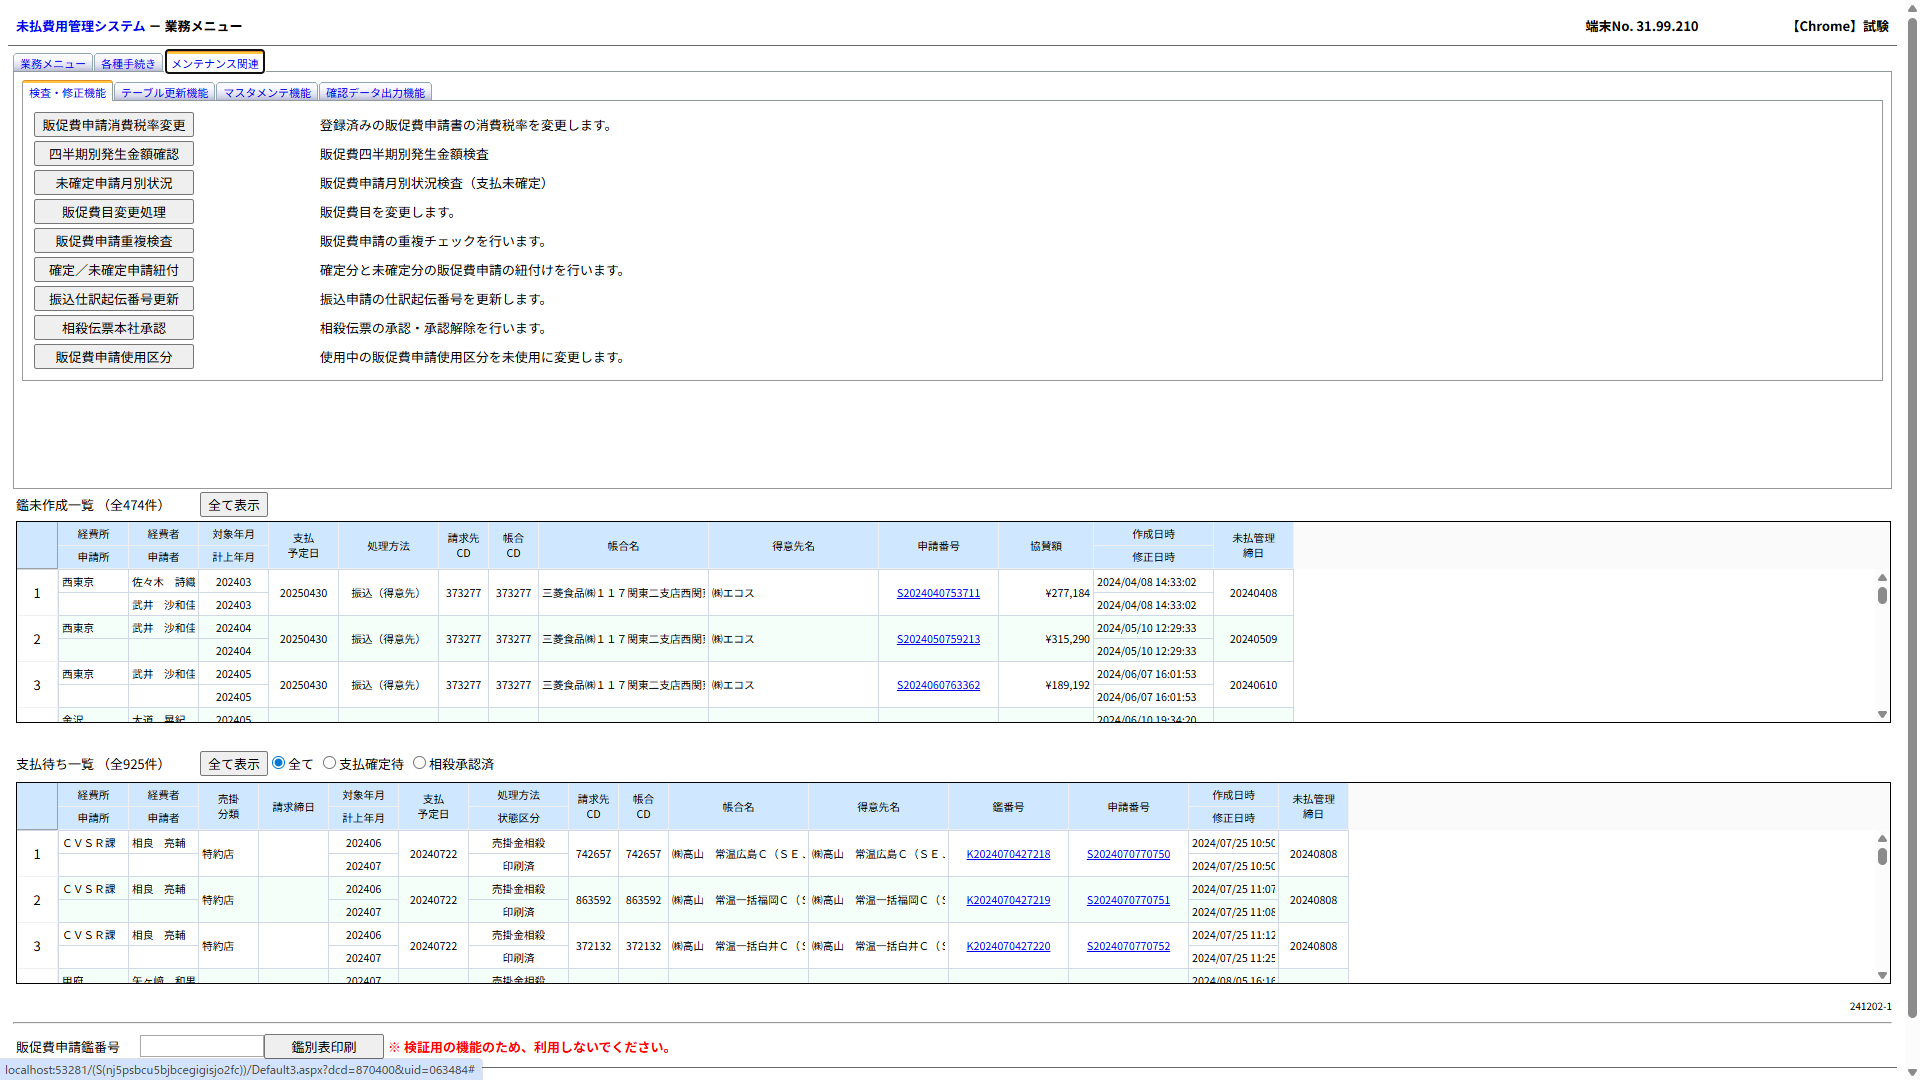 未払費用管理システム － 業務メニュー 端末No. 31.99.210 【Chrome】試験
業務メニュー 各種手続き メンテナンス関連
検査・修正機能 テーブル更新機能 マスタメンテ機能 確認データ出力機能
販促費申請消費税率変更 登録済みの販促費申請書の消費税率を変更します。
四半期別発生金額確認 販促費四半期別発生金額検査
未確定申請月別状況 販促費申請月別状況検査（支払未確定）
販促費目変更処理 販促費目を変更します。
販促費申請重複検査 販促費申請の重複チェックを行います。
確定／未確定申請紐付 確定分と未確定分の販促費申請の紐付けを行います。
振込仕訳起伝番号更新 振込申請の仕訳起伝番号を更新します。
相殺伝票本社承認 相殺伝票の承認・承認解除を行います。
販促費申請使用区分 使用中の販促費申請使用区分を未使用に変更します。
鑑未作成一覧 （全474件） 全て表示
経費所 経費者 対象年月 支払 予定日 処理方法 請求先 CD 帳合 CD 帳合名 得意先名 申請番号 協賛額 作成日時 未払管理 締日
申請所 申請者 計上年月 修正日時
1 西東京 佐々木　詩織 202403 20250430 振込（得意先） 373277 373277 三菱食品㈱１１７関東二支店西関東 ㈱エコス S2024040753711 ¥277,184 2024/04/08 14:33:02 20240408
武井　沙和佳 202403 2024/04/08 14:33:02
2 西東京 武井　沙和佳 202404 20250430 振込（得意先） 373277 373277 三菱食品㈱１１７関東二支店西関東 ㈱エコス S2024050759213 ¥315,290 2024/05/10 12:29:33 20240509
202404 2024/05/10 12:29:33
3 西東京 武井　沙和佳 202405 20250430 振込（得意先） 373277 373277 三菱食品㈱１１７関東二支店西関東 ㈱エコス S2024060763362 ¥189,192 2024/06/07 16:01:53 20240610
202405 2024/06/07 16:01:53
金沢 大道　晃紀 202405 2024/06/10 19:34:20
支払待ち一覧 （全925件） 全て表示 全て 支払確定待 相殺承認済
経費所 経費者 売掛 分類 請求締日 対象年月 支払 予定日 処理方法 請求先 CD 帳合 CD 帳合名 得意先名 鑑番号 申請番号 作成日時 未払管理 締日
申請所 申請者 計上年月 状態区分 修正日時
1 ＣＶＳＲ課 相良　亮輔 特約店 202406 20240722 売掛金相殺 742657 742657 ㈱高山　常温広島Ｃ（ＳＥＪ ㈱高山　常温広島Ｃ（ＳＥＪ K2024070427218 S2024070770750 2024/07/25 10:50 20240808
202407 印刷済 2024/07/25 10:50
2 ＣＶＳＲ課 相良　亮輔 特約店 202406 20240722 売掛金相殺 863592 863592 ㈱高山　常温一括福岡Ｃ（Ｓ ㈱高山　常温一括福岡Ｃ（Ｓ K2024070427219 S2024070770751 2024/07/25 11:07 20240808
202407 印刷済 2024/07/25 11:08
3 ＣＶＳＲ課 相良　亮輔 特約店 202406 20240722 売掛金相殺 372132 372132 ㈱高山　常温一括白井Ｃ（Ｓ ㈱高山　常温一括白井Ｃ（Ｓ K2024070427220 S2024070770752 2024/07/25 11:12 20240808
202407 印刷済 2024/07/25 11:25
甲府 矢ヶ﨑　和男 202407 売掛金相殺 2024/08/05 16:16
241202-1
販促費申請鑑番号 鑑別表印刷 ※ 検証用の機能のため、利用しないでください。
localhost:53281/(S(nj5psbcu5bjbcegigisjo2fc))/Default3.aspx?dcd=870400&uid=063484#